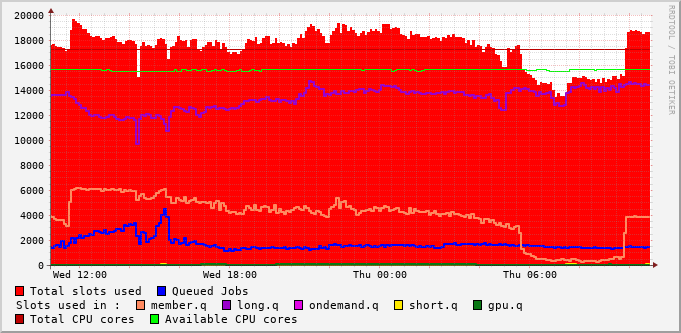 20000
18000
16000
14000
12000
10000
8000
6000
4000
2000
0
Wed 12:00 Wed 18:00 Thu 00:00 Thu 06:00
Total slots used Queued Jobs
Slots used in : member.q long.q ondemand.q short.q gpu.q
Total CPU cores Available CPU cores
RRDTOOL / TOBI OETIKER